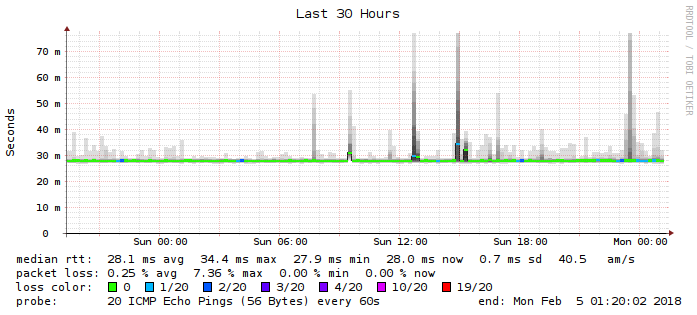 Last 30 Hours
RRDTOOL / TOBI OETIKER
Seconds
70 m
60 m
50 m
40 m
30 m
20 m
10 m
0
Sun 00:00 Sun 06:00 Sun 12:00 Sun 18:00 Mon 00:00
median rtt: 28.1 ms avg 34.4 ms max 27.9 ms min 28.0 ms now 0.7 ms sd 40.5 am/s
packet loss: 0.25 % avg 7.36 % max 0.00 % min 0.00 % now
loss color: 0 1/20 2/20 3/20 4/20 10/20 19/20
probe: 20 ICMP Echo Pings (56 Bytes) every 60s end: Mon Feb 5 01:20:02 2018